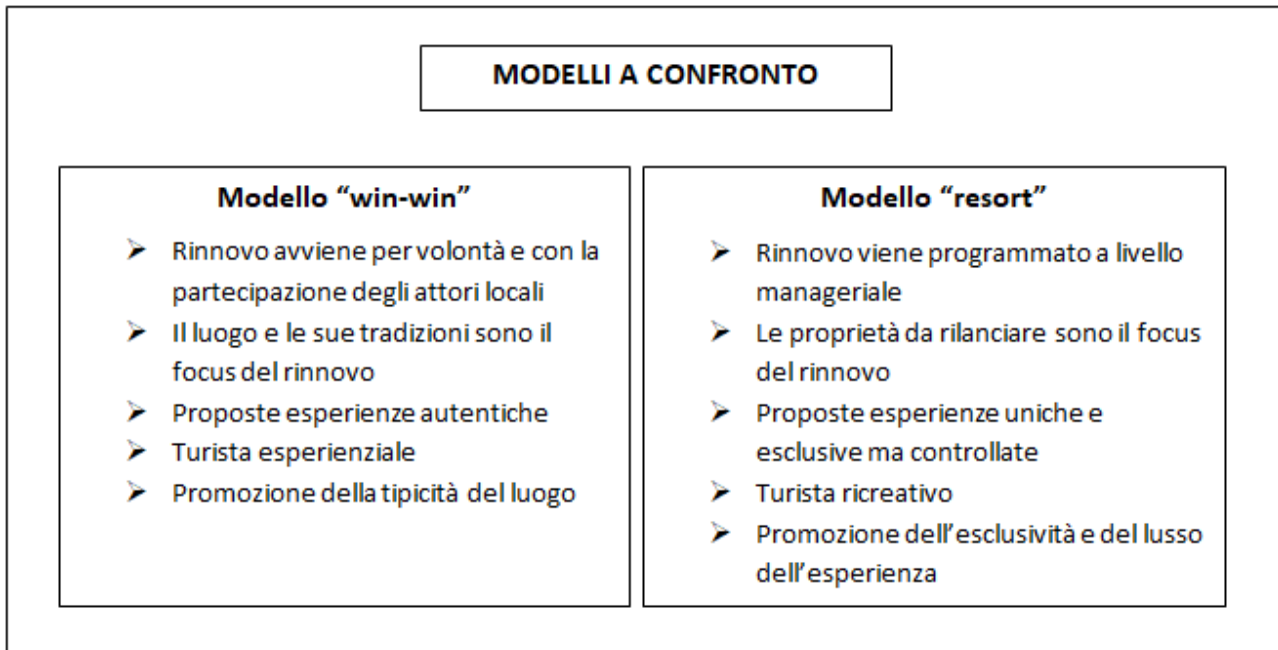 MODELLI A CONFRONTO
Modello “win-win”
➢ Rinnovo avviene per volontà e con la
partecipazione degli attori locali
➢ Il luogo e le sue tradizioni sono il
focus del rinnovo
➢ Proposte esperienze autentiche
➢ Turista esperienziale
➢ Promozione della tipicità del luogo
Modello “resort”
➢ Rinnovo viene programmato a livello
manageriale
➢ Le proprietà da rilanciare sono il focus
del rinnovo
➢ Proposte esperienze uniche e
esclusive ma controllate
➢ Turista ricreativo
➢ Promozione dell’esclusività e del lusso
dell’esperienza